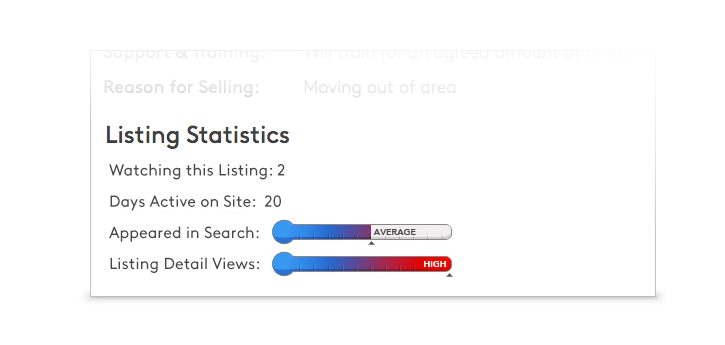 Support & Training: Will train for an agreed amount of
Reason for Selling: Moving out of area
Listing Statistics
Watching this Listing: 2
Days Active on Site: 20
Appeared in Search: AVERAGE
Listing Detail Views: HIGH